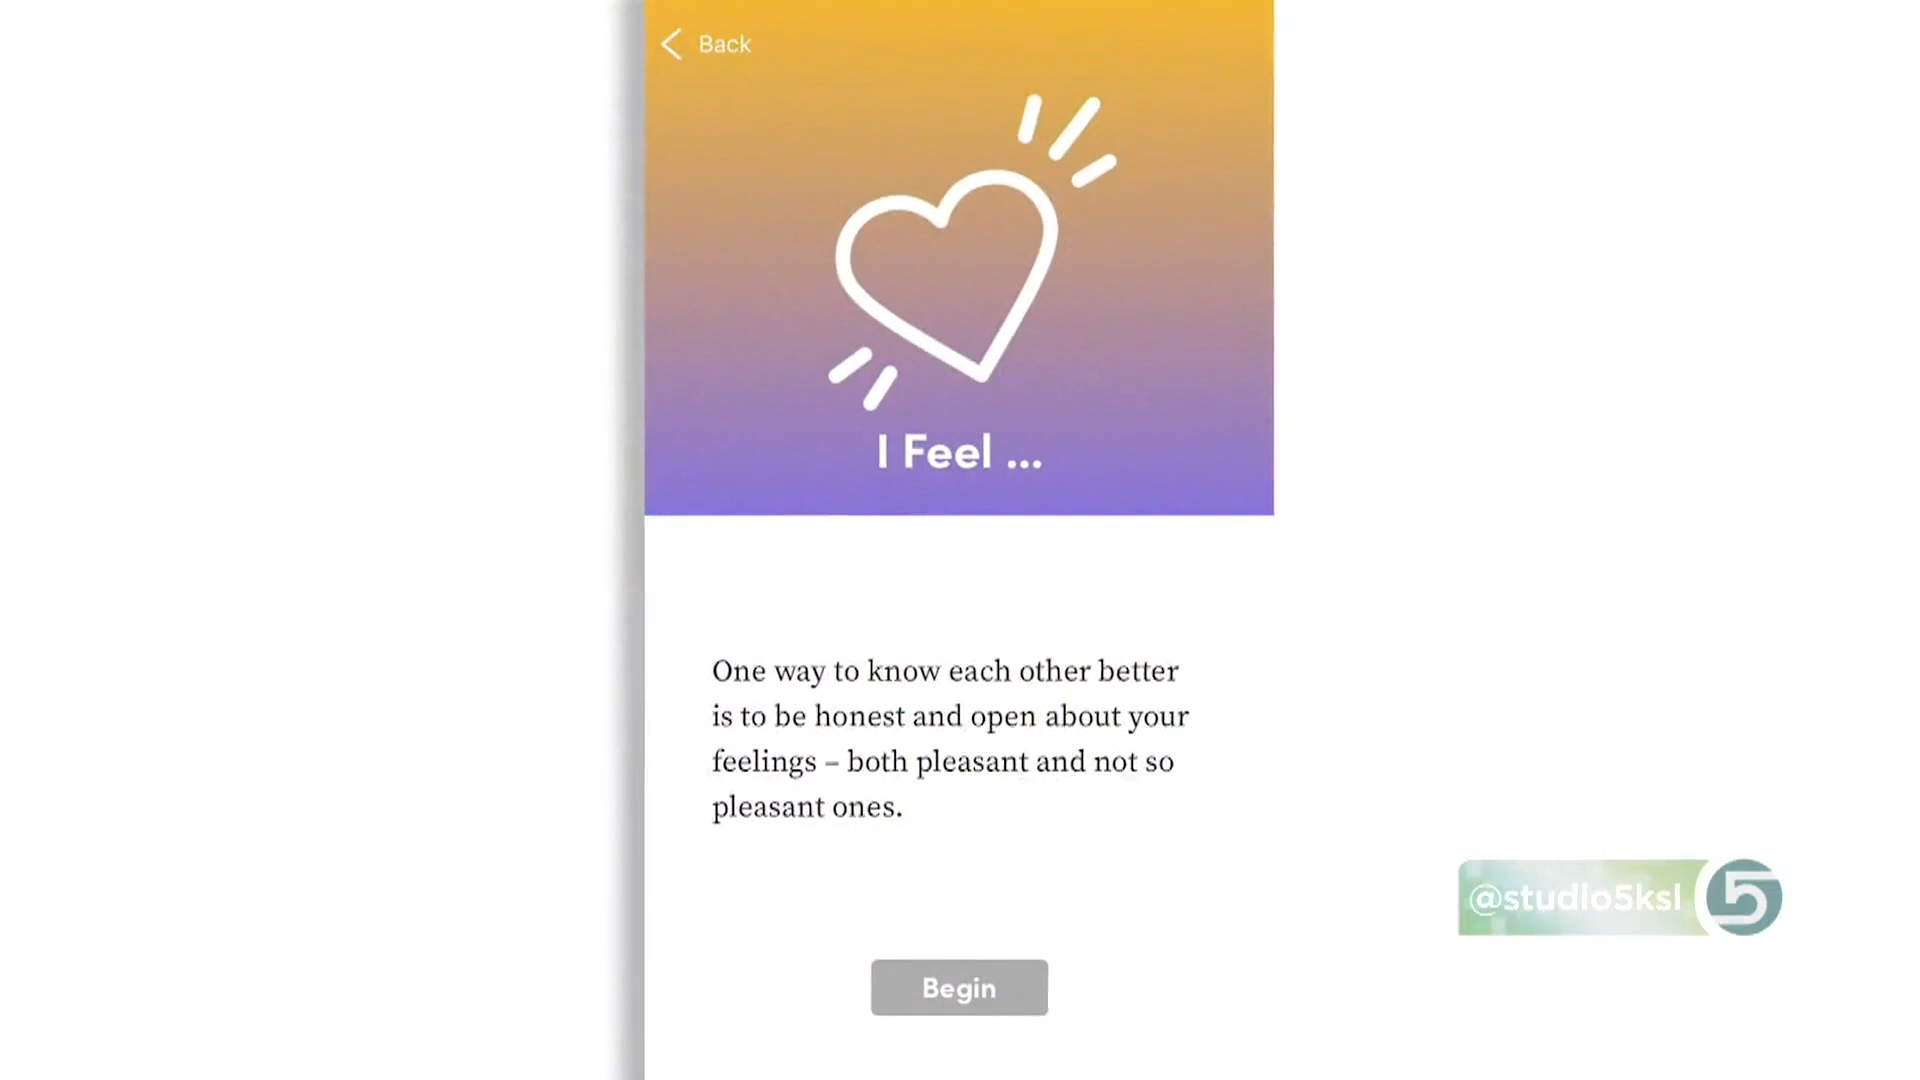 Back
I Feel ...
One way to know each other better
is to be honest and open about your
feelings – both pleasant and not so
pleasant ones.
@studio5ksl 5
Begin